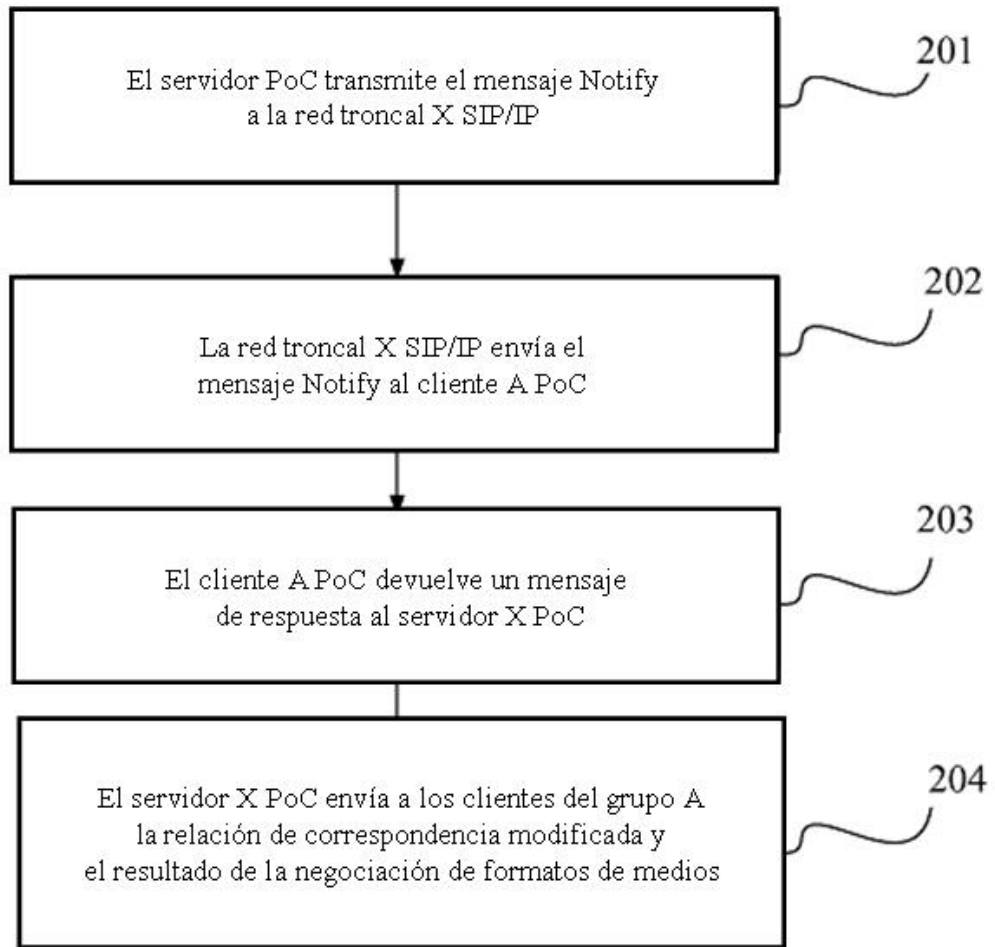 El servidor PoC transmite el mensaje Notify
a la red troncal X SIP/IP
201
La red troncal X SIP/IP envía el
mensaje Notify al cliente A PoC
202
El cliente A PoC devuelve un mensaje
de respuesta al servidor X PoC
203
El servidor X PoC envía a los clientes del grupo A
la relación de correspondencia modificada y
el resultado de la negociación de formatos de medios
204